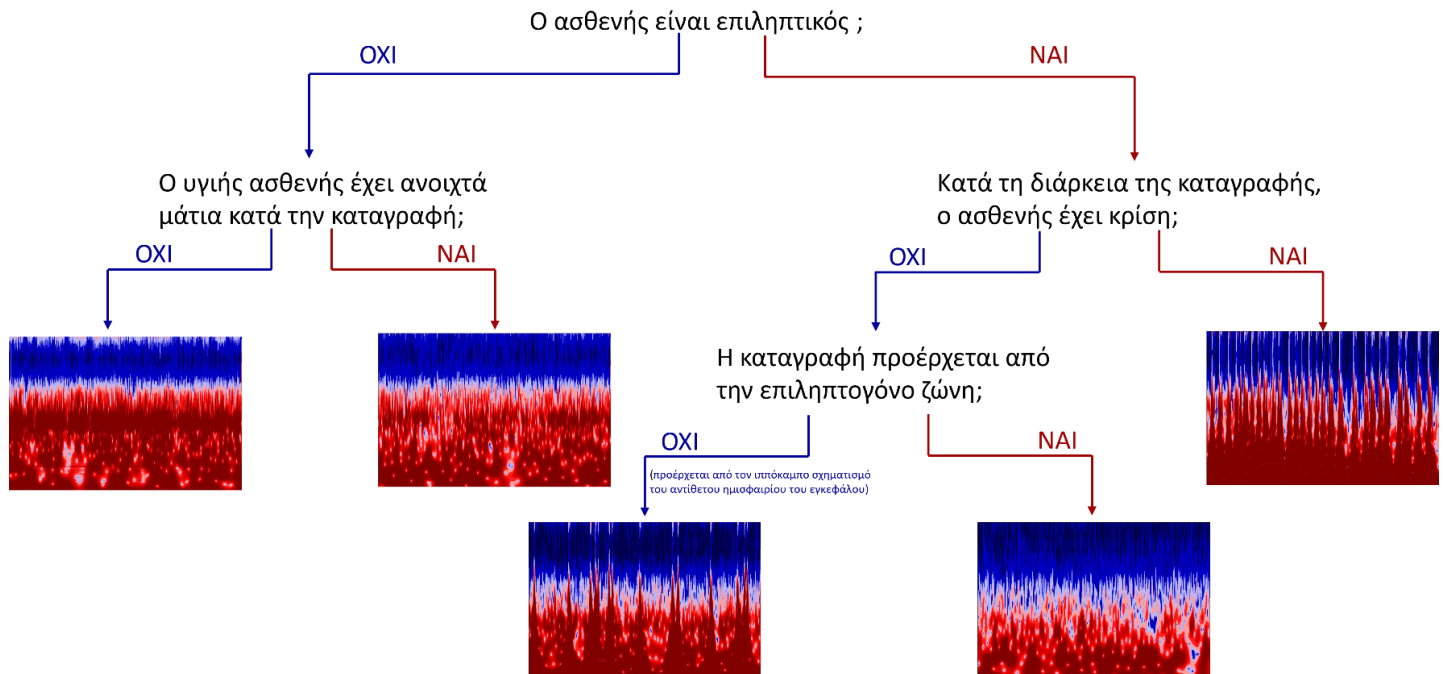 Ο ασθενής είναι επιληπτικός ;
ΟΧΙ
ΝΑΙ
Ο υγιής ασθενής έχει ανοιχτά
μάτια κατά την καταγραφή;
ΟΧΙ
ΝΑΙ
Κατά τη διάρκεια της καταγραφής,
ο ασθενής έχει κρίση;
ΟΧΙ
ΝΑΙ
Η καταγραφή προέρχεται από
την επιληπτογόνο ζώνη;
ΟΧΙ
(προέρχεται από τον ιππόκαμπο σχηματισμό
του αντίθετου ημισφαιρίου του εγκεφάλου)
ΝΑΙ